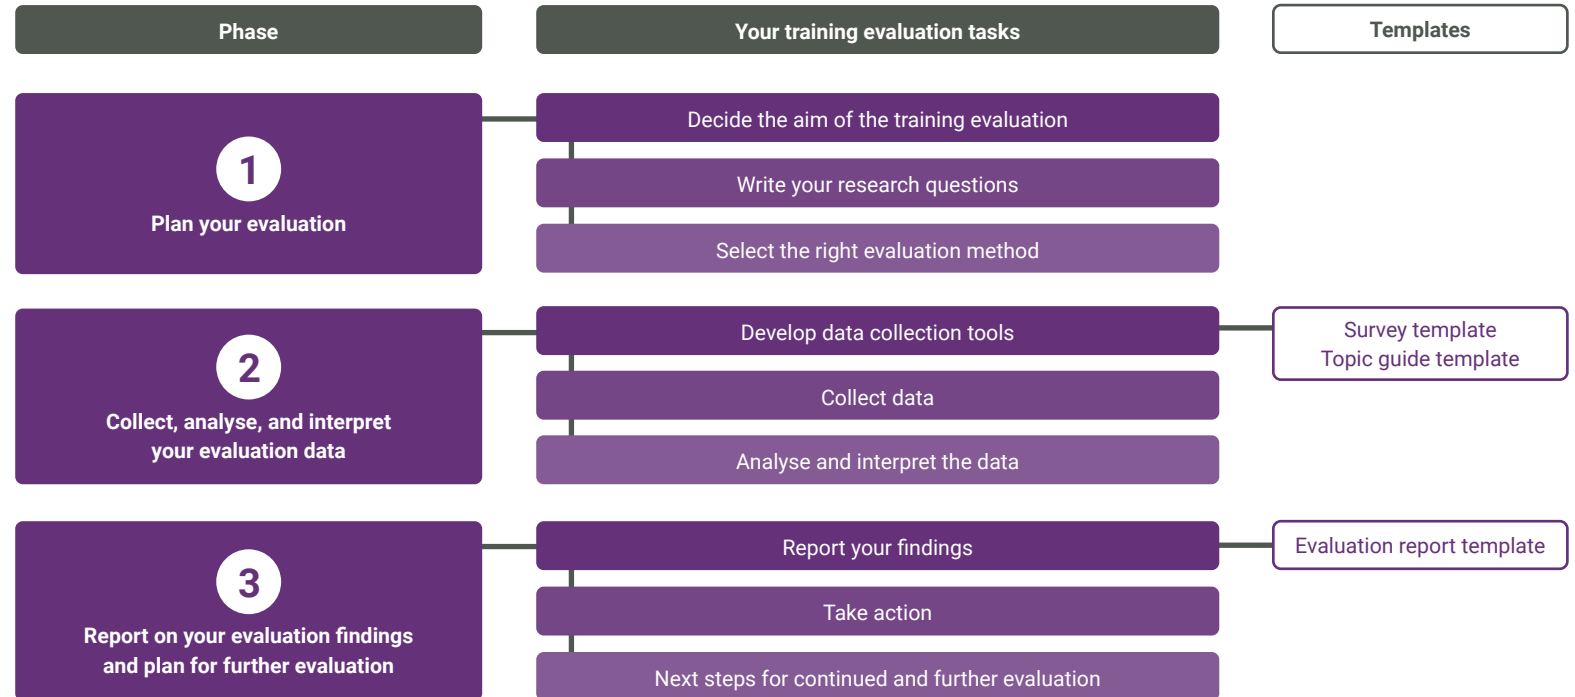 Phase
Your training evaluation tasks
Templates
1
Plan your evaluation
Decide the aim of the training evaluation
Write your research questions
Select the right evaluation method
2
Collect, analyse, and interpret
your evaluation data
Develop data collection tools
Collect data
Analyse and interpret the data
Survey template
Topic guide template
3
Report on your evaluation findings
and plan for further evaluation
Report your findings
Take action
Next steps for continued and further evaluation
Evaluation report template